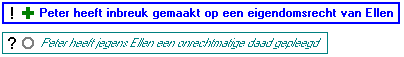 ! + Peter heeft inbreuk gemaakt op een eigendomsrecht van Ellen
? Peter heeft jegens Ellen een onrechtmatige daad gepleegd